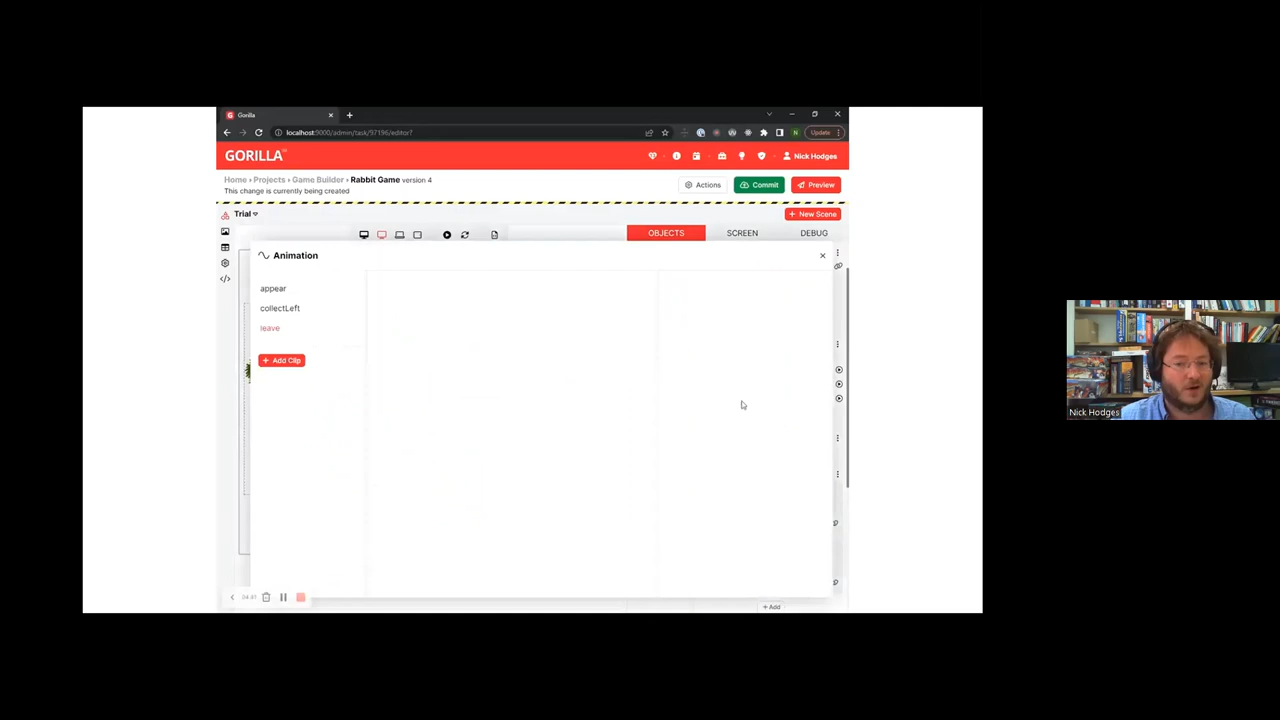 Gorilla
localhost:9000/admin/task/97196/editor?
Update
GORILLA
Nick Hodges
Home › Projects › Game Builder › Rabbit Game version 4
This change is currently being created
Actions
Commit
Preview
Trial
+ New Scene
OBJECTS
SCREEN
DEBUG
Animation
appear
collectLeft
leave
+ Add Clip
Nick Hodges
24:31
+ Add